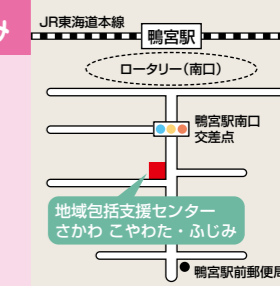 み
JR東海道本線
鴨宮駅
ロータリー(南口)
鴨宮駅南口
交差点
地域包括支援センター
さかわ こやわた・ふじみ
鴨宮駅前郵便局